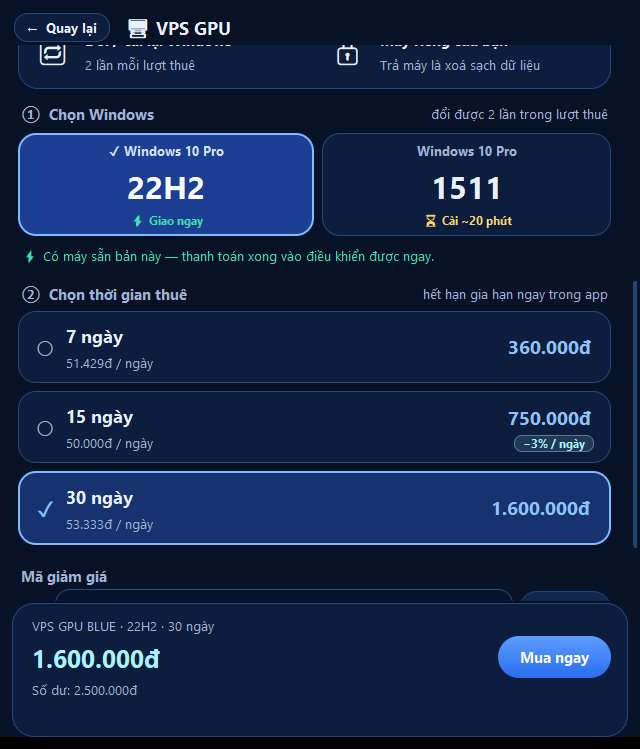 ← Quay lại
VPS GPU
2 lần mỗi lượt thuê
Trả máy là xoá sạch dữ liệu
① Chọn Windows
đổi được 2 lần trong lượt thuê
✓ Windows 10 Pro
22H2
Giao ngay
Windows 10 Pro
1511
Cài ~20 phút
Có máy sẵn bản này — thanh toán xong vào điều khiển được ngay.
② Chọn thời gian thuê
hết hạn gia hạn ngay trong app
7 ngày
51.429đ / ngày
360.000đ
15 ngày
50.000đ / ngày
750.000đ
−3% / ngày
✓
30 ngày
53.333đ / ngày
1.600.000đ
Mã giảm giá
VPS GPU BLUE · 22H2 · 30 ngày
1.600.000đ
Số dư: 2.500.000đ
Mua ngay